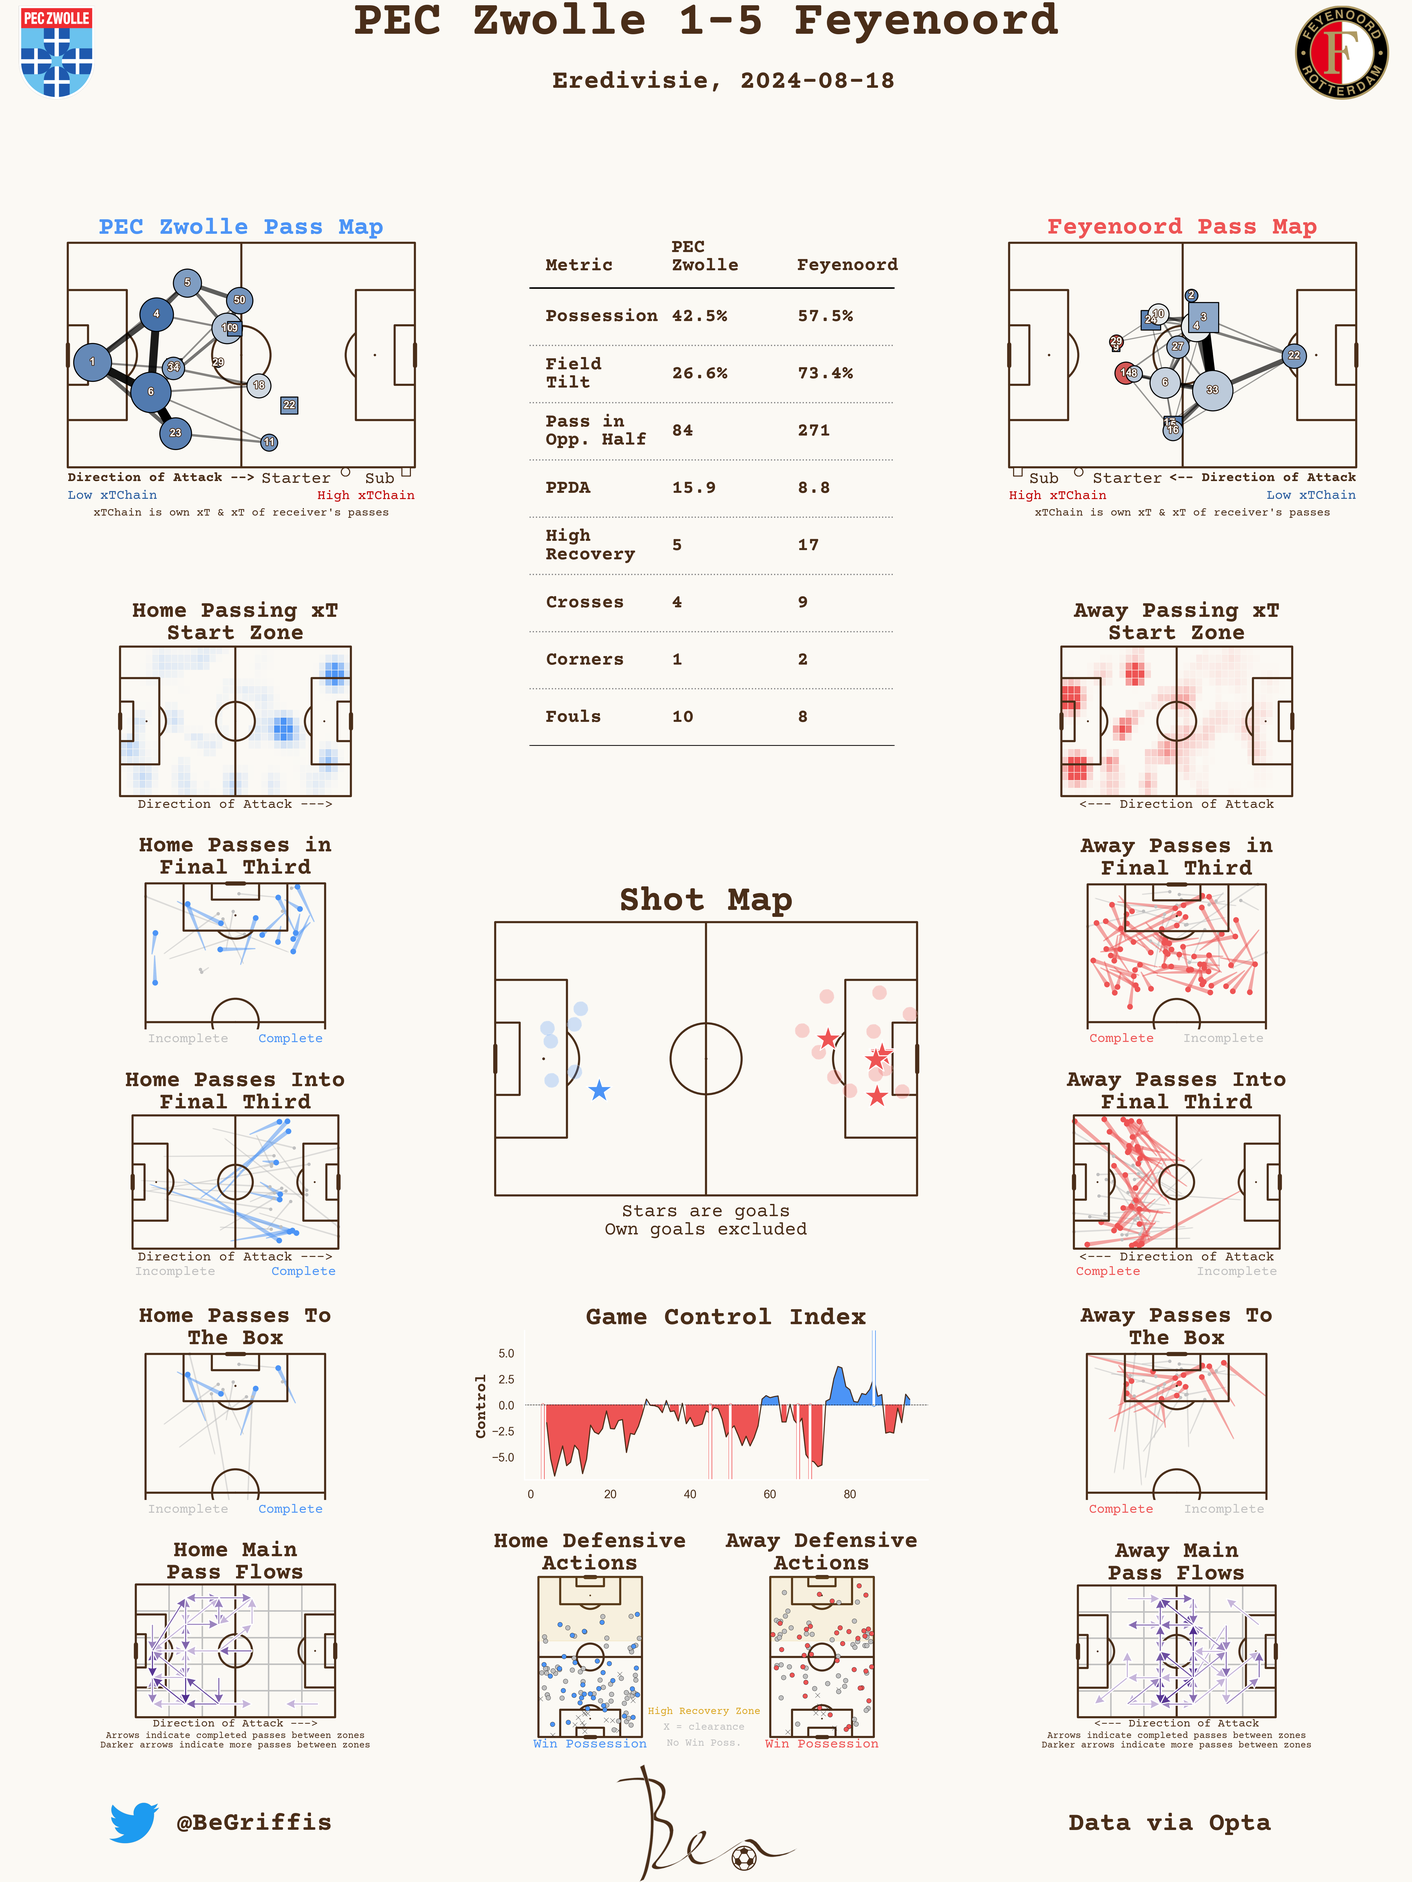 PEC Zwolle 1-5 Feyenoord
Eredivisie, 2024-08-18
PEC ZWOLLE
FEYENOORD
F
ROTTERDAM
PEC Zwolle Pass Map
5
50
4
10
9
1
34
29
18
6
22
23
11
Direction of Attack --> Starter Sub
Low xTChain High xTChain
xTChain is own xT & xT of receiver's passes
Metric PEC Zwolle Feyenoord
Possession 42.5% 57.5%
Field Tilt 26.6% 73.4%
Pass in Opp. Half 84 271
PPDA 15.9 8.8
High Recovery 5 17
Crosses 4 9
Corners 1 2
Fouls 10 8
Feyenoord Pass Map
2
10
24
3
4
29
27
22
14
8
6
33
16
Sub Starter <-- Direction of Attack
High xTChain Low xTChain
xTChain is own xT & xT of receiver's passes
Home Passing xT
Start Zone
Direction of Attack --->
Away Passing xT
Start Zone
<--- Direction of Attack
Home Passes in
Final Third
Incomplete Complete
Away Passes in
Final Third
Complete Incomplete
Shot Map
Stars are goals
Own goals excluded
Home Passes Into
Final Third
Direction of Attack --->
Incomplete Complete
Away Passes Into
Final Third
<--- Direction of Attack
Complete Incomplete
Home Passes To
The Box
Incomplete Complete
Game Control Index
Control
5.0
2.5
0.0
−2.5
−5.0
0 20 40 60 80
Away Passes To
The Box
Complete Incomplete
Home Main
Pass Flows
Direction of Attack --->
Arrows indicate completed passes between zones
Darker arrows indicate more passes between zones
Home Defensive
Actions
Win Possession
High Recovery Zone
X = clearance
No Win Poss.
Away Defensive
Actions
Win Possession
Away Main
Pass Flows
<--- Direction of Attack
Arrows indicate completed passes between zones
Darker arrows indicate more passes between zones
@BeGriffis
Ben
Data via Opta